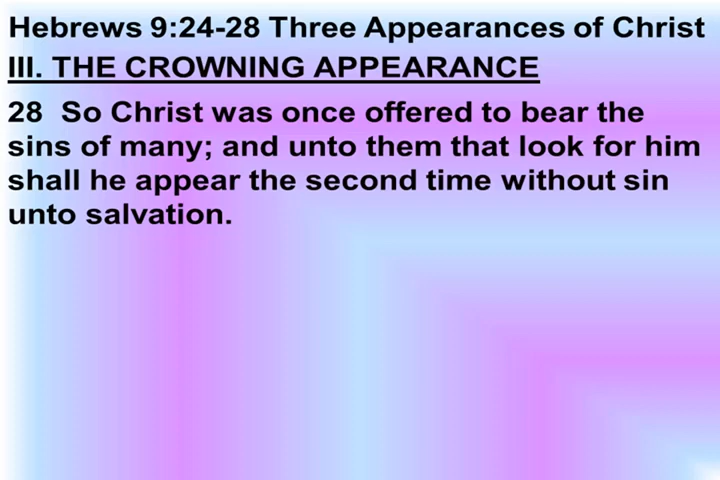 Hebrews 9:24-28 Three Appearances of Christ
III. THE CROWNING APPEARANCE
28  So Christ was once offered to bear the
sins of many; and unto them that look for him
shall he appear the second time without sin
unto salvation.